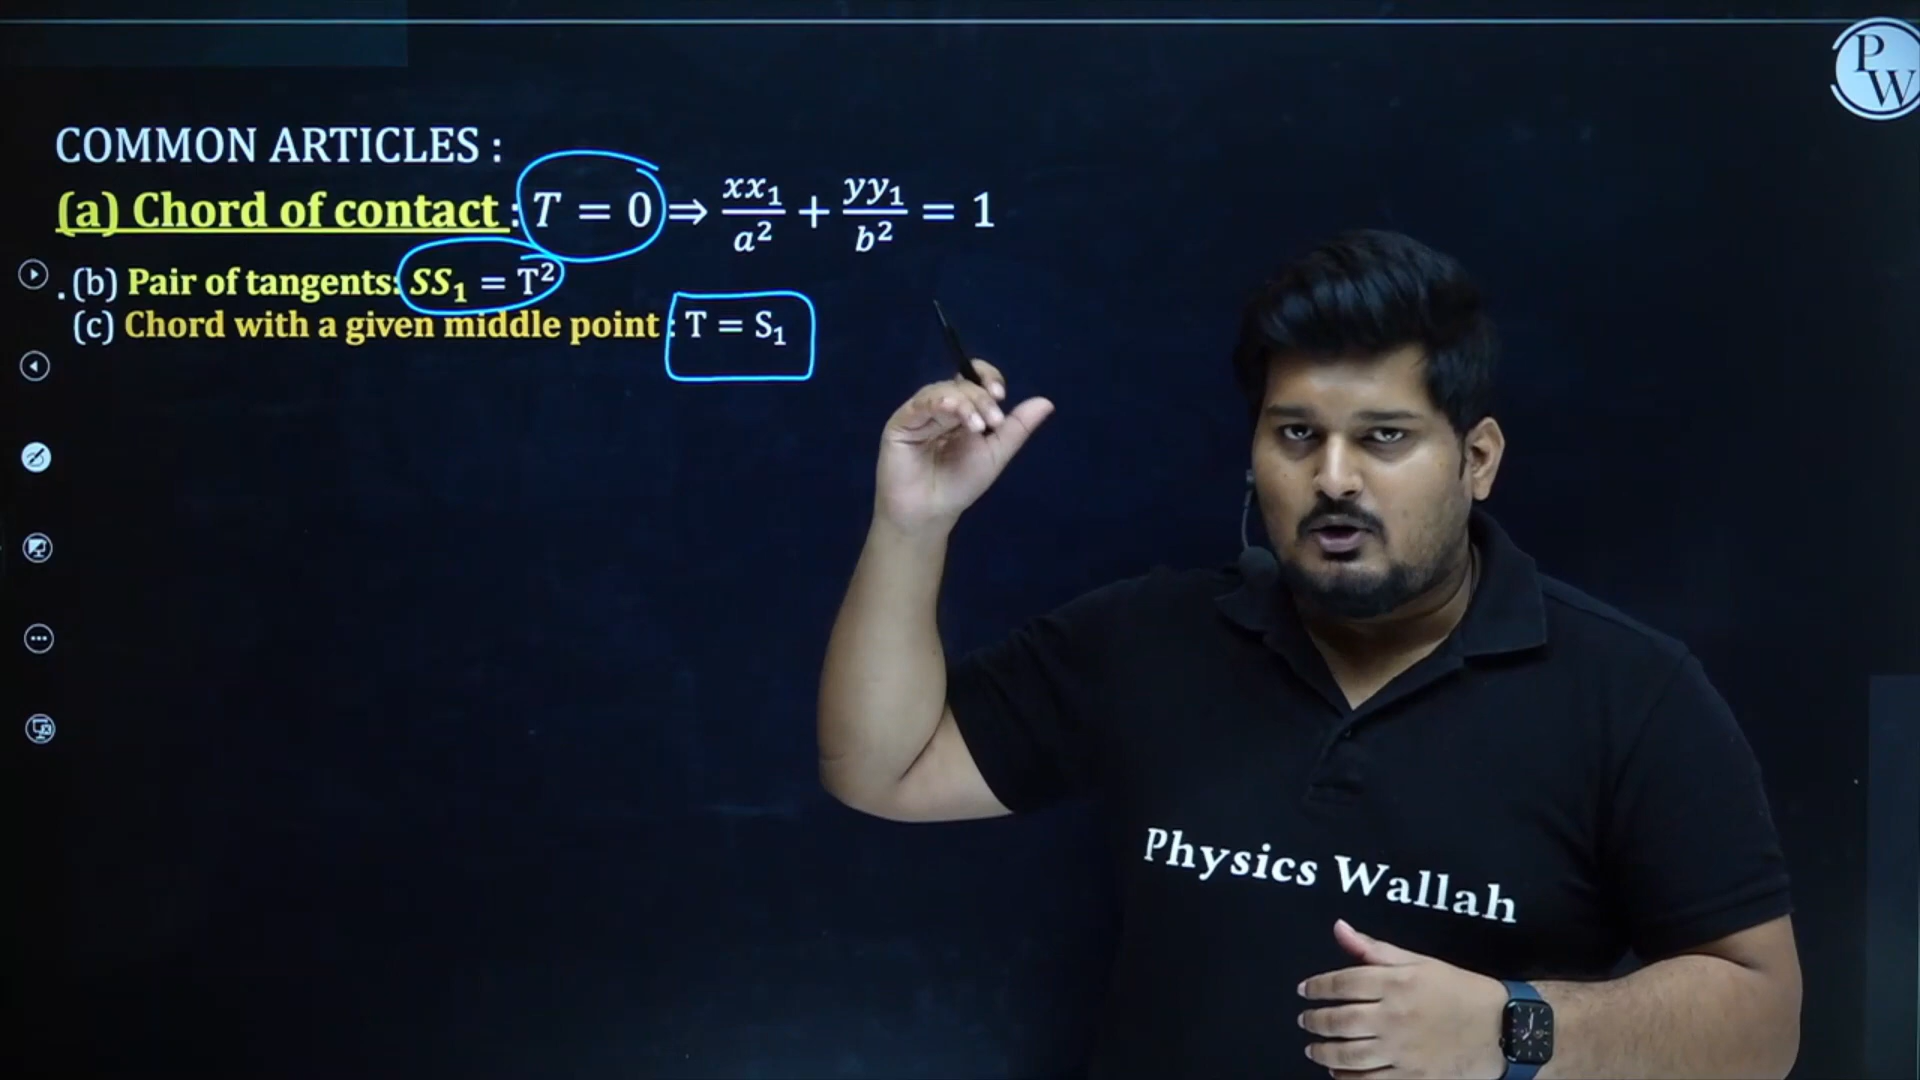 PW
COMMON ARTICLES :
(a) Chord of contact : T = 0 ⇒ xx₁/a² + yy₁/b² = 1
.(b) Pair of tangents: SS₁ = T²
(c) Chord with a given middle point : T = S₁
Physics Wallah